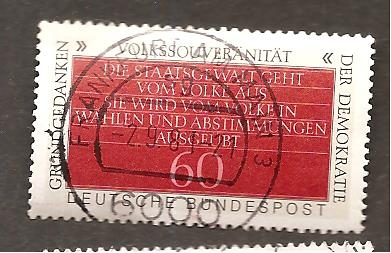 GRUNDGEDANKEN »
VOLKSSOUVERÄNITÄT
« DER DEMOKRATIE
DIE STAATSGEWALT GEHT
VOM VOLKE AUS
SIE WIRD VOM VOLKE IN
WAHLEN UND ABSTIMMUNGEN
AUSGEÜBT
60
DEUTSCHE BUNDESPOST